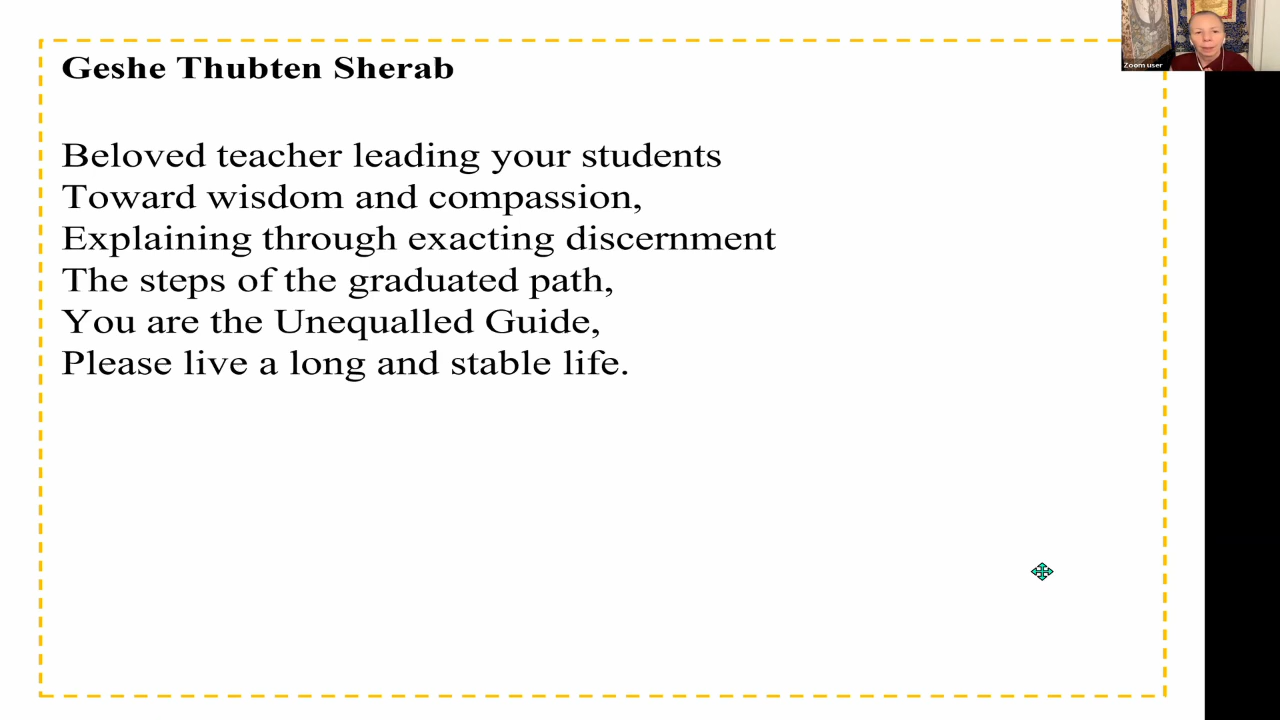 Geshe Thubten Sherab
Beloved teacher leading your students
Toward wisdom and compassion,
Explaining through exacting discernment
The steps of the graduated path,
You are the Unequalled Guide,
Please live a long and stable life.
Zoom user